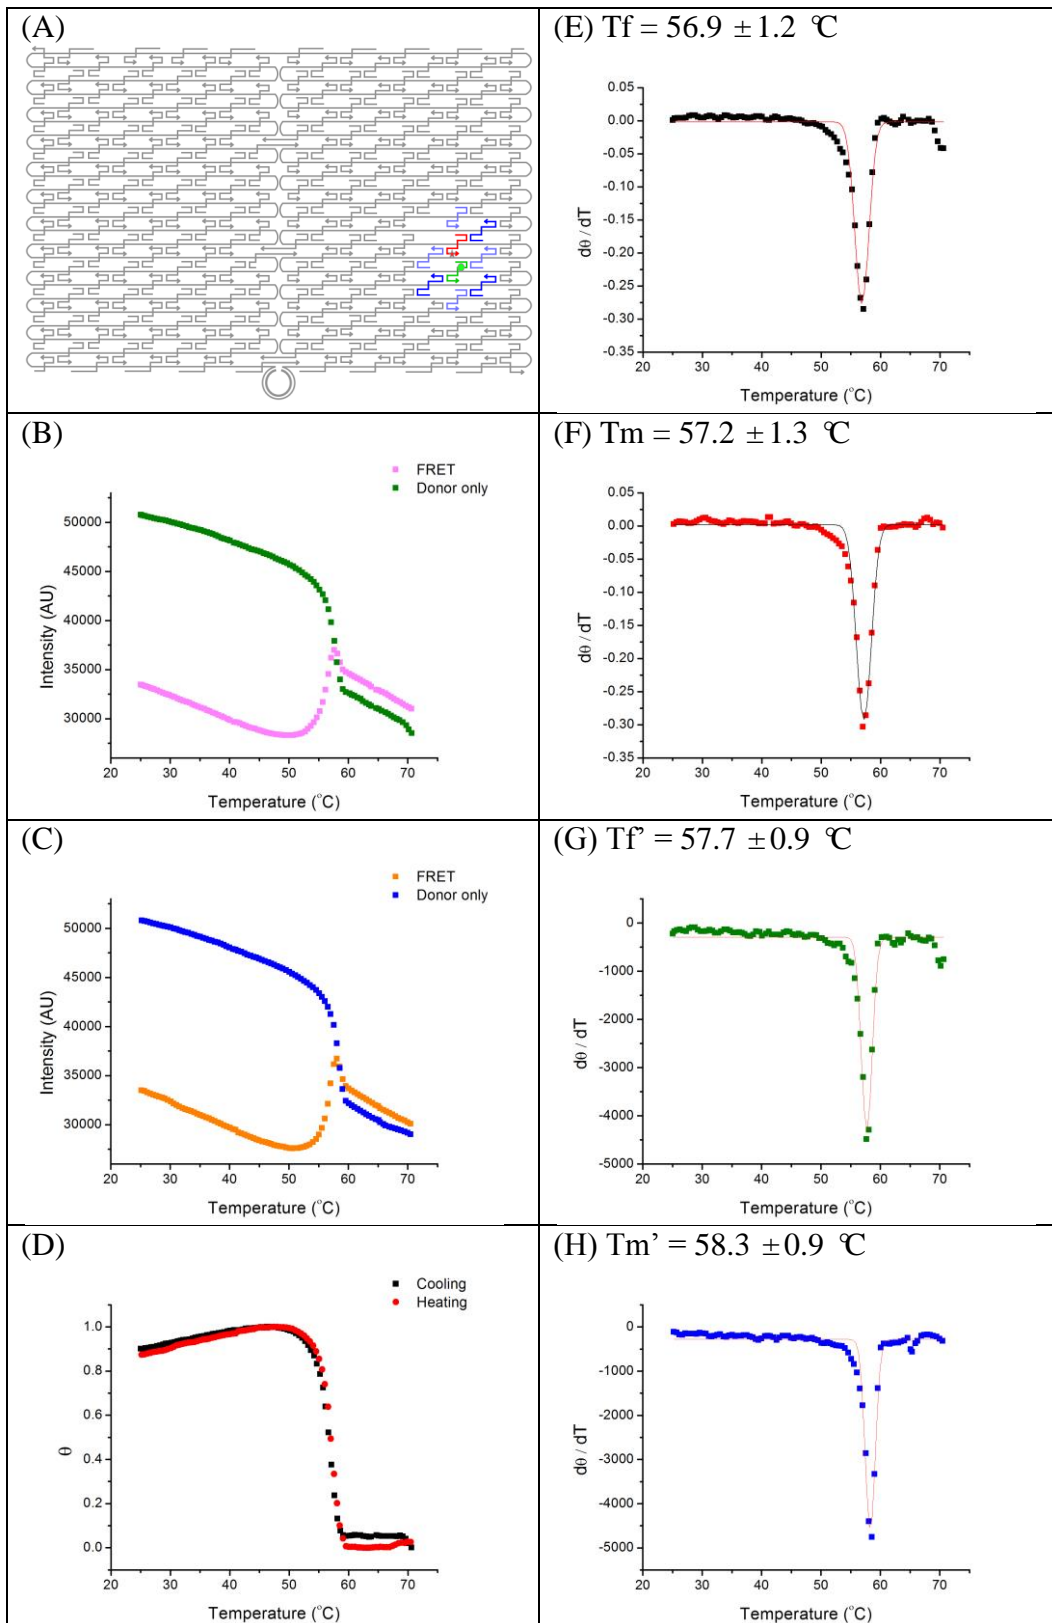 (A)
(B)
FRET
Donor only
50000
45000
40000
35000
30000
Intensity (AU)
20 30 40 50 60 70
Temperature (°C)
(C)
FRET
Donor only
50000
45000
40000
35000
30000
Intensity (AU)
20 30 40 50 60 70
Temperature (°C)
(D)
Cooling
Heating
1.0
0.8
0.6
0.4
0.2
0.0
θ
20 30 40 50 60 70
Temperature (°C)
(E) Tf = 56.9 ±1.2 °C
0.05
0.00
-0.05
-0.10
-0.15
-0.20
-0.25
-0.30
-0.35
dθ / dT
20 30 40 50 60 70
Temperature (°C)
(F) Tm = 57.2 ±1.3 °C
0.05
0.00
-0.05
-0.10
-0.15
-0.20
-0.25
-0.30
-0.35
dθ / dT
20 30 40 50 60 70
Temperature (°C)
(G) Tf’ = 57.7 ±0.9 °C
0
-1000
-2000
-3000
-4000
-5000
dθ / dT
20 30 40 50 60 70
Temperature (°C)
(H) Tm’ = 58.3 ±0.9 °C
0
-1000
-2000
-3000
-4000
-5000
dθ / dT
20 30 40 50 60 70
Temperature (°C)